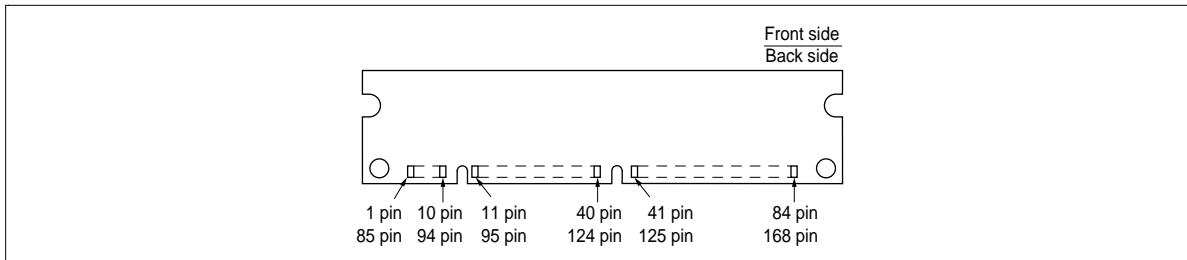 Front side
Back side
1 pin 10 pin 11 pin 40 pin 41 pin 84 pin
85 pin 94 pin 95 pin 124 pin 125 pin 168 pin